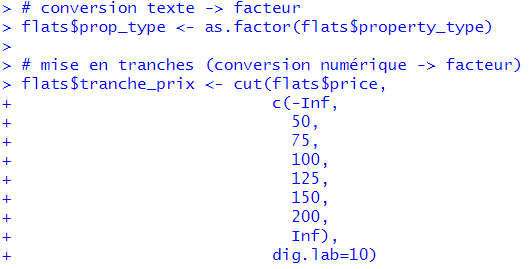 > # conversion texte -> facteur
> flats$prop_type <- as.factor(flats$property_type)
>
> # mise en tranches (conversion numérique -> facteur)
> flats$tranche_prix <- cut(flats$price,
+                           c(-Inf,
+                             50,
+                             75,
+                             100,
+                             125,
+                             150,
+                             200,
+                             Inf),
+                           dig.lab=10)